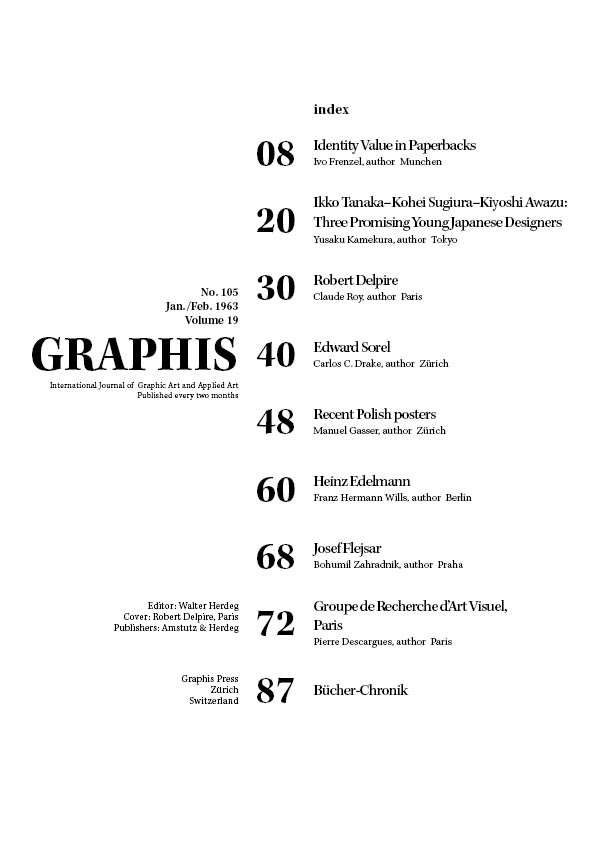 index
08
Identity Value in Paperbacks
Ivo Frenzel, author Munchen
20
Ikko Tanaka–Kohei Sugiura–Kiyoshi Awazu:
Three Promising Young Japanese Designers
Yusaku Kamekura, author Tokyo
No. 105
Jan./Feb. 1963
Volume 19
GRAPHIS
International Journal of Graphic Art and Applied Art
Published every two months
30
Robert Delpire
Claude Roy, author Paris
40
Edward Sorel
Carlos C. Drake, author Zürich
48
Recent Polish posters
Manuel Gasser, author Zürich
60
Heinz Edelmann
Franz Hermann Wills, author Berlin
68
Josef Flejsar
Bohumil Zahradnik, author Praha
Editor: Walter Herdeg
Cover: Robert Delpire, Paris
Publishers: Amstutz & Herdeg
72
Groupe de Recherche d'Art Visuel,
Paris
Pierre Descargues, author Paris
Graphis Press
Zürich
Switzerland
87
Bücher-Chronik